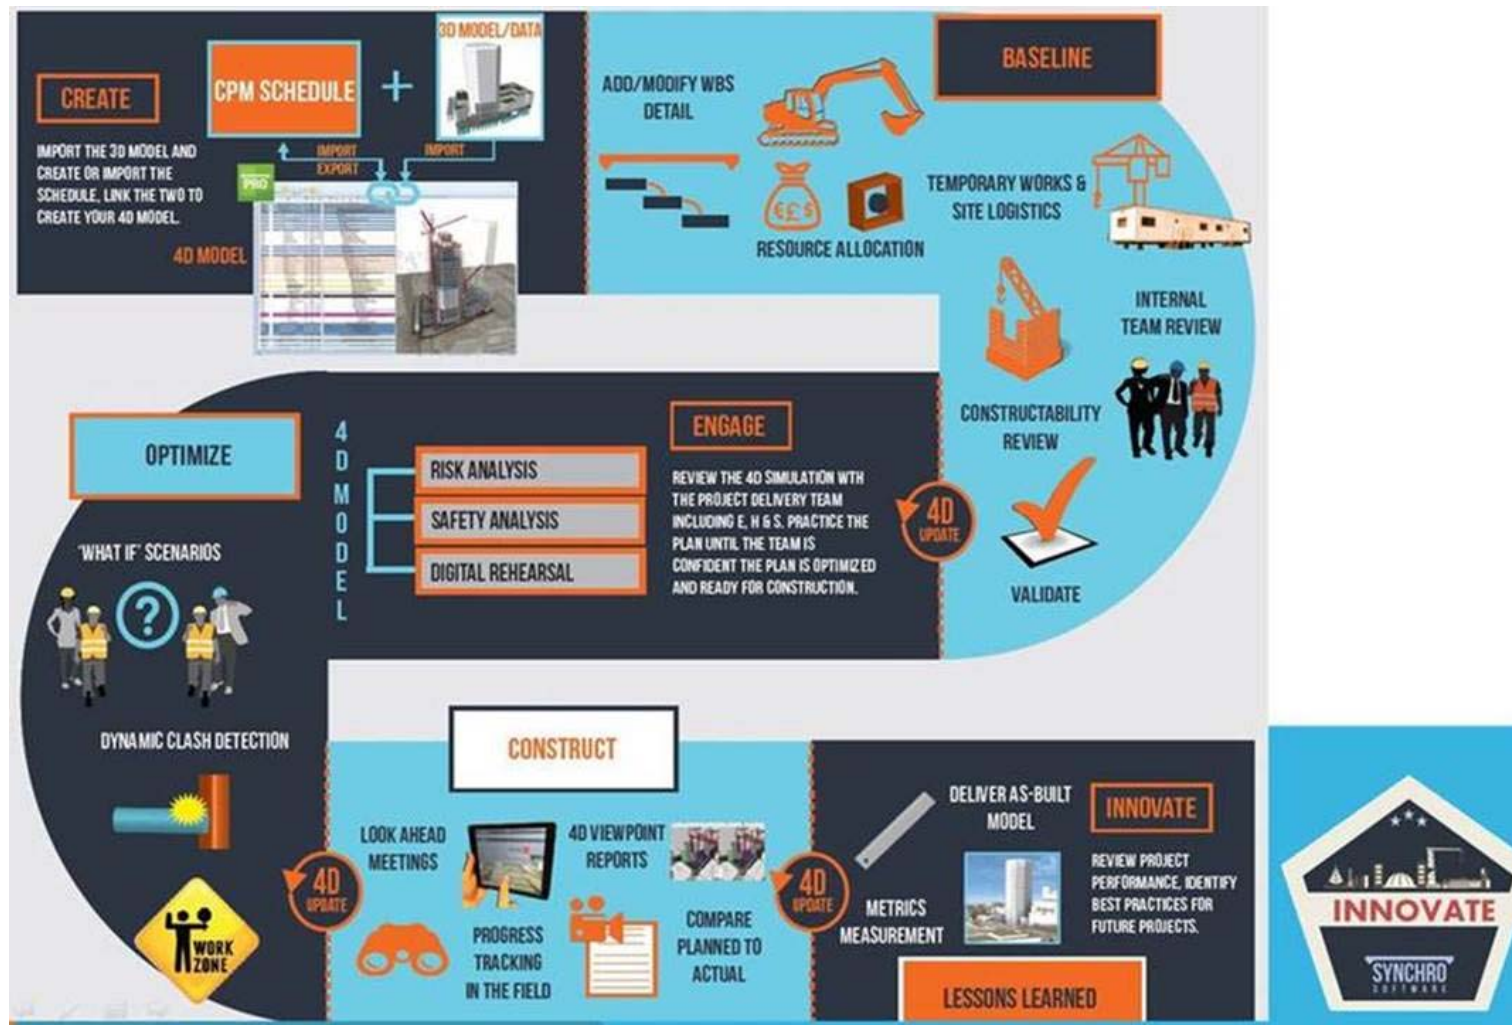 CREATE
IMPORT THE 3D MODEL AND
CREATE OR IMPORT THE
SCHEDULE, LINK THE TWO TO
CREATE YOUR 4D MODEL.
CPM SCHEDULE
+
3D MODEL/DATA
IMPORT
EXPORT
IMPORT
PRO
4D MODEL
BASELINE
ADD/MODIFY WBS
DETAIL
€£$
RESOURCE ALLOCATION
TEMPORARY WORKS &
SITE LOGISTICS
INTERNAL
TEAM REVIEW
CONSTRUCTABILITY
REVIEW
VALIDATE
4D
UPDATE
ENGAGE
REVIEW THE 4D SIMULATION WTH
THE PROJECT DELIVERY TEAM
INCLUDING E, H & S. PRACTICE THE
PLAN UNTIL THE TEAM IS
CONFIDENT THE PLAN IS OPTIMIZED
AND READY FOR CONSTRUCTION.
4D MODEL
RISK ANALYSIS
SAFETY ANALYSIS
DIGITAL REHEARSAL
OPTIMIZE
'WHAT IF' SCENARIOS
?
DYNAMIC CLASH DETECTION
WORK
ZONE
4D
UPDATE
CONSTRUCT
LOOK AHEAD
MEETINGS
PROGRESS
TRACKING
IN THE FIELD
4D VIEWPOINT
REPORTS
COMPARE
PLANNED TO
ACTUAL
4D
UPDATE
DELIVER AS-BUILT
MODEL
METRICS
MEASUREMENT
INNOVATE
REVIEW PROJECT
PERFORMANCE, IDENTIFY
BEST PRACTICES FOR
FUTURE PROJECTS.
LESSONS LEARNED
INNOVATE
SYNCHRO
SOFTWARE